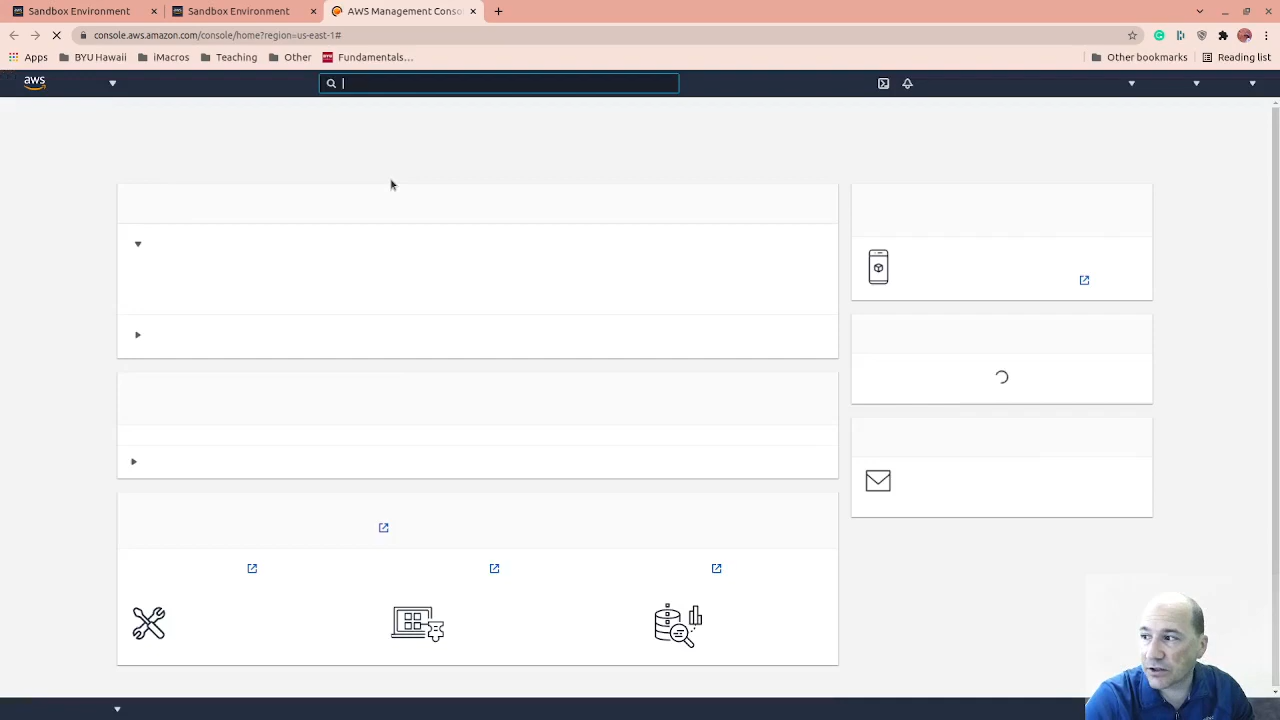 Sandbox Environment
Sandbox Environment
AWS Management Conso
console.aws.amazon.com/console/home?region=us-east-1#
Apps
BYU Hawaii
iMacros
Teaching
Other
Fundamentals...
Other bookmarks
Reading list
aws